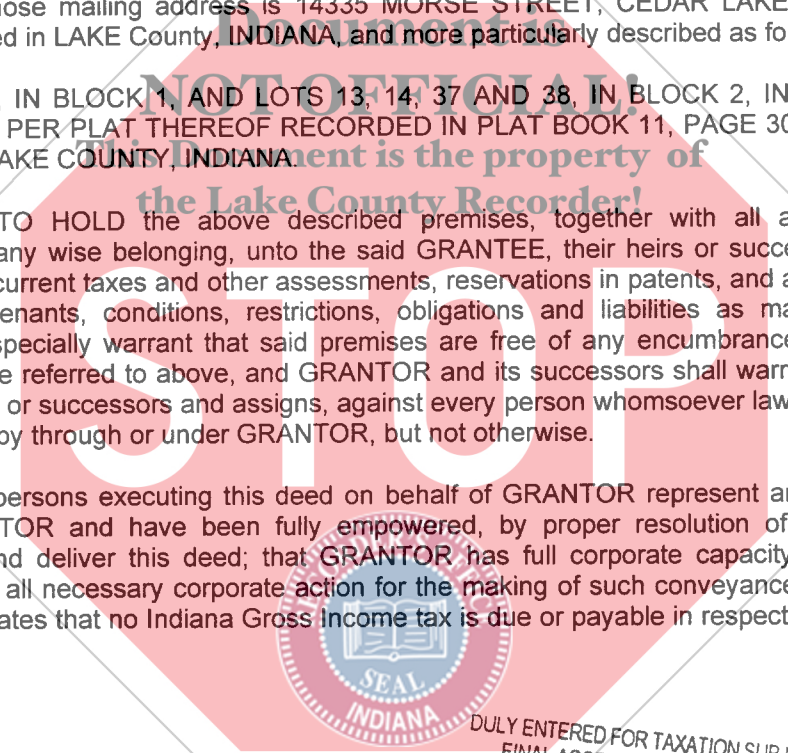 hose mailing address is 14335 MORSE STREET, CEDAR LAKE
Document is
ed in LAKE County, INDIANA, and more particularly described as fo
NOT OFFICIAL!
IN BLOCK 1, AND LOTS 13, 14, 37 AND 38, IN BLOCK 2, IN
PER PLAT THEREOF RECORDED IN PLAT BOOK 11, PAGE 30
AKE COUNTY, INDIANA.
This Document is the property of
the Lake County Recorder!
TO HOLD the above described premises, together with all a
any wise belonging, unto the said GRANTEE, their heirs or succe
current taxes and other assessments, reservations in patents, and a
enants, conditions, restrictions, obligations and liabilities as ma
specially warrant that said premises are free of any encumbrance
e referred to above, and GRANTOR and its successors shall warr
or successors and assigns, against every person whomsoever law
by through or under GRANTOR, but not otherwise.
STOP
persons executing this deed on behalf of GRANTOR represent a
TOR and have been fully empowered, by proper resolution of
nd deliver this deed; that GRANTOR has full corporate capacity
all necessary corporate action for the making of such conveyance
ates that no Indiana Gross Income tax is due or payable in respect
SEAL
INDIANA
DULY ENTERED FOR TAXATION SUB